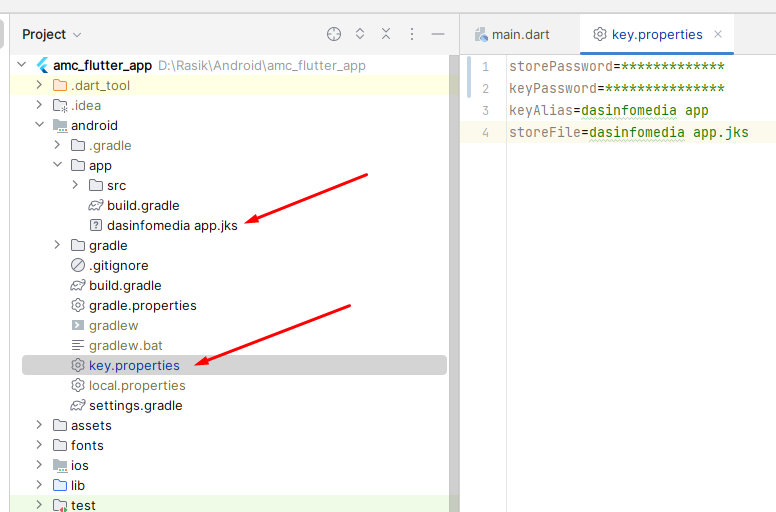 Project
amc_flutter_app D:\Rasik\Android\amc_flutter_app
.dart_tool
.idea
android
.gradle
app
src
build.gradle
dasinfomedia app.jks
gradle
.gitignore
build.gradle
gradle.properties
gradlew
gradlew.bat
key.properties
local.properties
settings.gradle
assets
fonts
ios
lib
test
main.dart
key.properties
1 storePassword=*************
2 keyPassword=***************
3 keyAlias=dasinfomedia app
4 storeFile=dasinfomedia app.jks